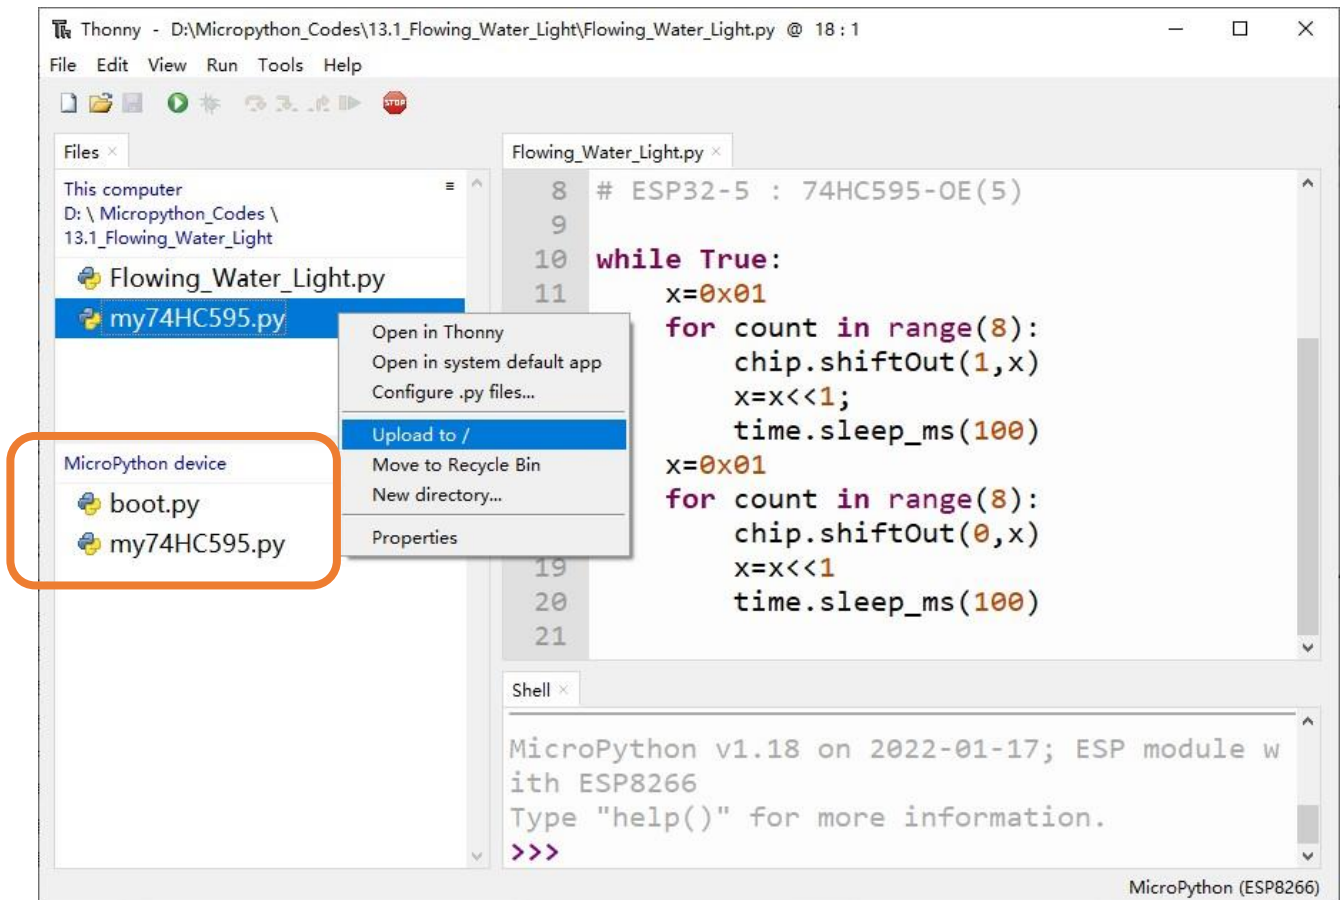 Thonny - D:\Micropython_Codes\13.1_Flowing_Water_Light\Flowing_Water_Light.py @ 18 : 1
File Edit View Run Tools Help
STOP
Files ×
This computer
D: \ Micropython_Codes \
13.1_Flowing_Water_Light
Flowing_Water_Light.py
my74HC595.py
Open in Thonny
Open in system default app
Configure .py files...
Upload to /
Move to Recycle Bin
New directory...
Properties
MicroPython device
boot.py
my74HC595.py
Flowing_Water_Light.py ×
8 # ESP32-5 : 74HC595-OE(5)
9
10 while True:
11 x=0x01
for count in range(8):
chip.shiftOut(1,x)
x=x<<1;
time.sleep_ms(100)
x=0x01
for count in range(8):
chip.shiftOut(0,x)
19 x=x<<1
20 time.sleep_ms(100)
21
Shell ×
MicroPython v1.18 on 2022-01-17; ESP module w
ith ESP8266
Type "help()" for more information.
>>>
MicroPython (ESP8266)